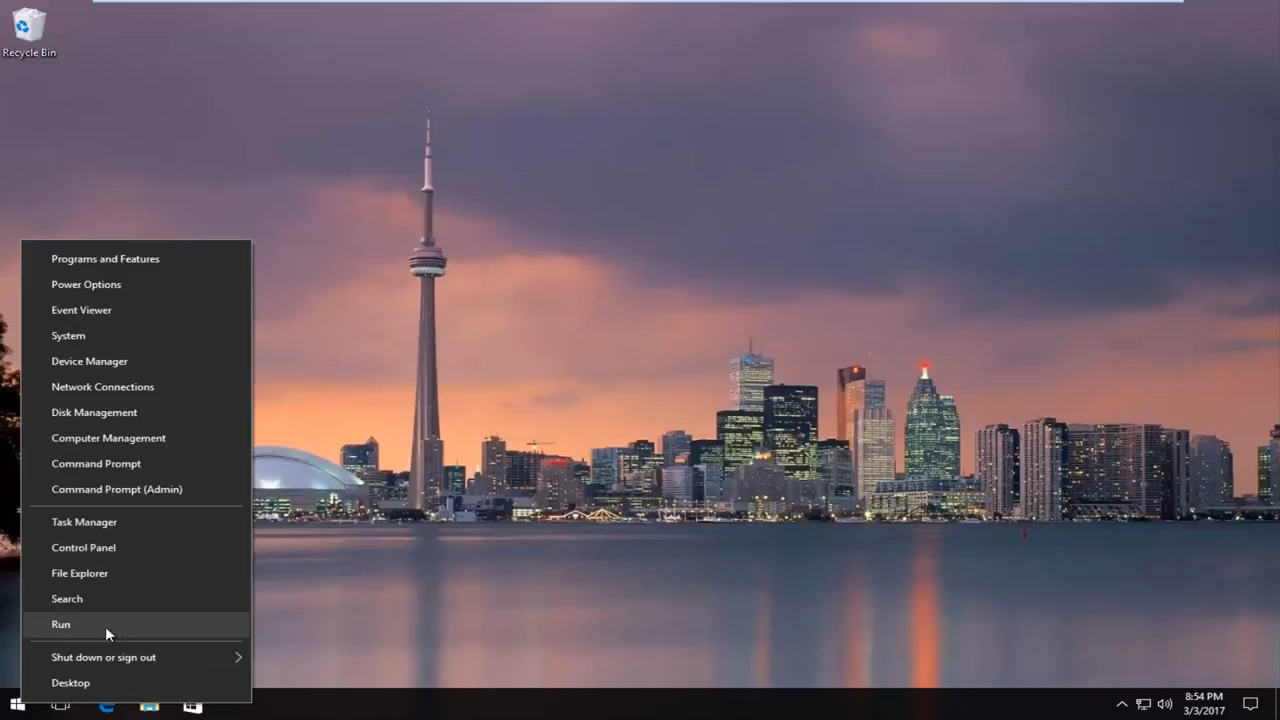 Recycle Bin
Programs and Features
Power Options
Event Viewer
System
Device Manager
Network Connections
Disk Management
Computer Management
Command Prompt
Command Prompt (Admin)
Task Manager
Control Panel
File Explorer
Search
Run
Shut down or sign out
Desktop
8:54 PM
3/3/2017